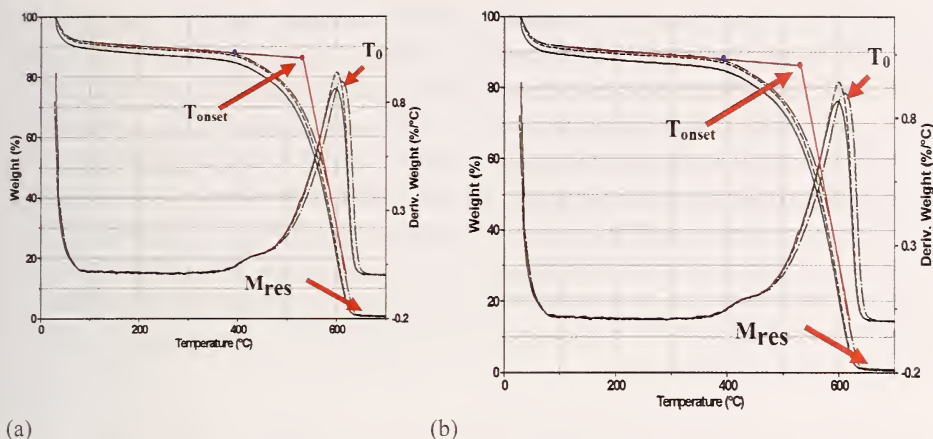 100
80
60
40
20
0
Weight (%)
0
200
400
600
Temperature (°C)
0.8
0.3
-0.2
Deriv. Weight (%/°C)
T0
Tonset
Mres
(a)
100
80
60
40
20
0
Weight (%)
0
200
400
600
Temperature (°C)
0.8
0.3
-0.2
Deriv. Weight (%/°C)
T0
Tonset
Mres
(b)